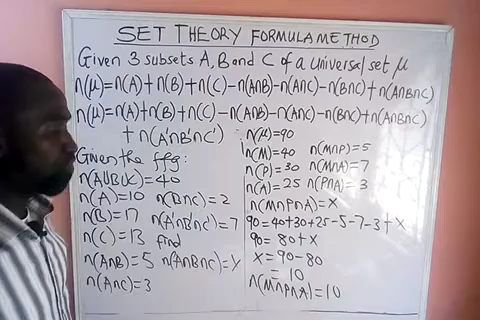 SET THEORY FORMULA METHOD
Given 3 subsets A, B and C of a universal set μ
n(μ)=n(A)+n(B)+n(C)-n(A∩B)-n(A∩C)-n(B∩C)+n(A∩B∩C)
n(μ)=n(A)+n(B)+n(C)-n(A∩B)-n(A∩C)-n(B∩C)+n(A∩B∩C)
+n(A'∩B'∩C')
Given the ffg:
n(A∪B∪C)=40
n(A)=10 n(B∩C)=2
n(B)=17 n(A'∩B'∩C')=7
n(C)=13 find
n(A∩B)=5 n(A∩B∩C)=y
n(A∩C)=3
n(μ)=90
n(M)=40 n(M∩P)=5
n(P)=30 n(M∩A)=7
n(A)=25 n(P∩A)=3
n(M∩P∩A)=x
90=40+30+25-5-7-3+x
90=80+x
x=90-80
=10
n(M∩P∩A)=10